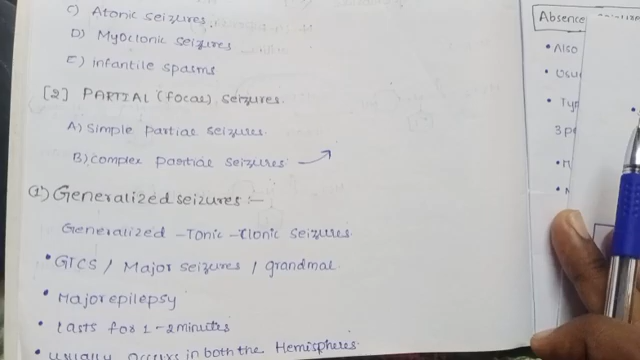 C) Atonic seizures.
D) Myoclonic seizures
E) infantile spasms
[2] PARTIAL (focal) seizures.
A) simple partial seizures.
B) complex partial seizures
(1) Generalized seizures :-
Generalized - Tonic - clonic seizures.
• GTCS / Major seizures / grandmal.
• Major epilepsy
• Lasts for 1-2 minutes
• usually occurs in both the Hemispheres.
Absence
• Also
•
• Typ
3 p